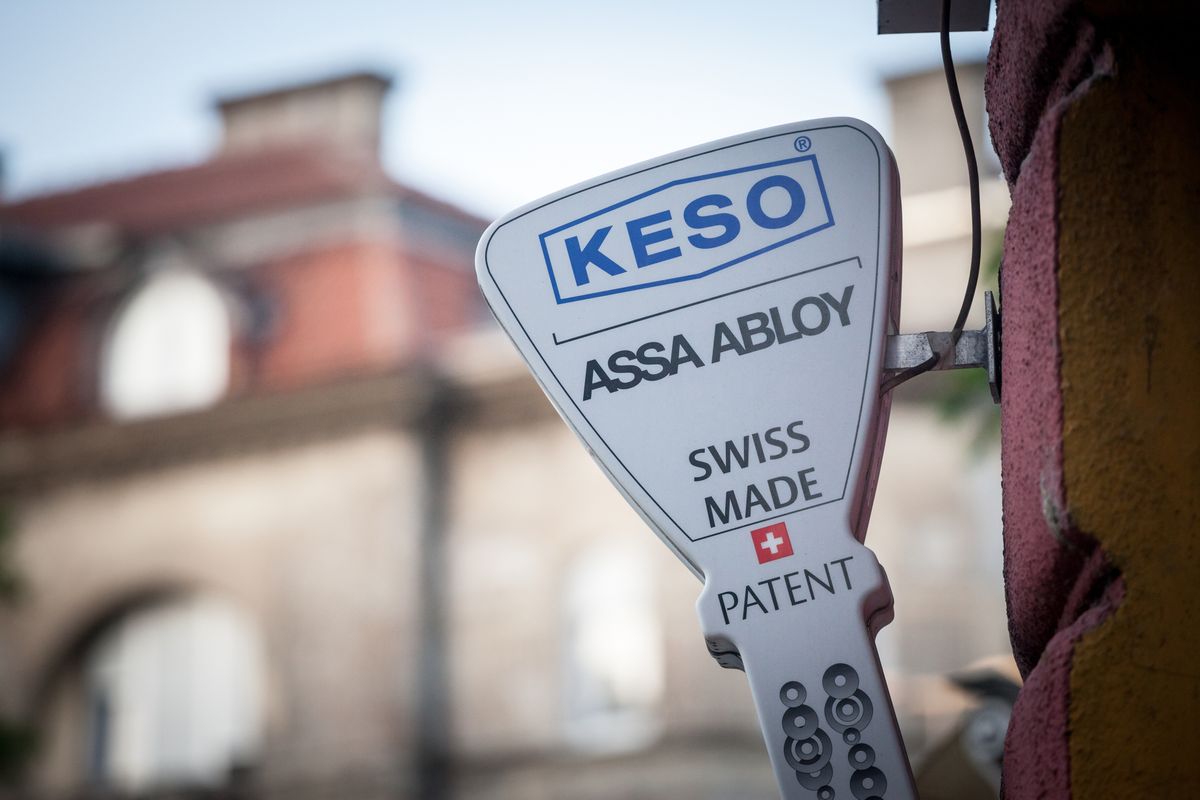 KESO®
ASSA ABLOY
SWISS
MADE
PATENT